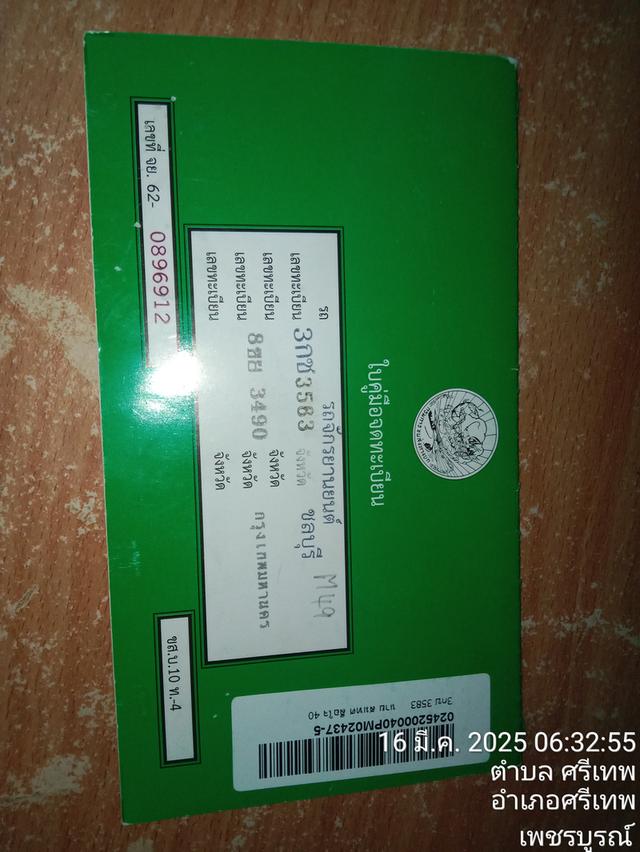 ใบคู่มือจดทะเบียน
รถ รถจักรยานยนต์
เลขทะเบียน 3กช3583 จังหวัด ชลบุรี M49
เลขทะเบียน จังหวัด
เลขทะเบียน 8ชย 3490 จังหวัด กรุงเทพมหานคร
เลขทะเบียน จังหวัด
เลขที่ จย. 62- 0896912
ขส.บ.10 ท.-4
0245200040PM02437-5
3กช 3583 นาย 40
16 มี.ค. 2025 06:32:55
ตำบล ศรีเทพ
อำเภอศรีเทพ
เพชรบูรณ์